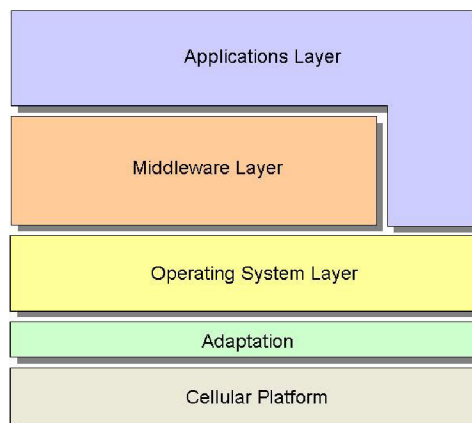 Applications Layer
Middleware Layer
Operating System Layer
Adaptation
Cellular Platform